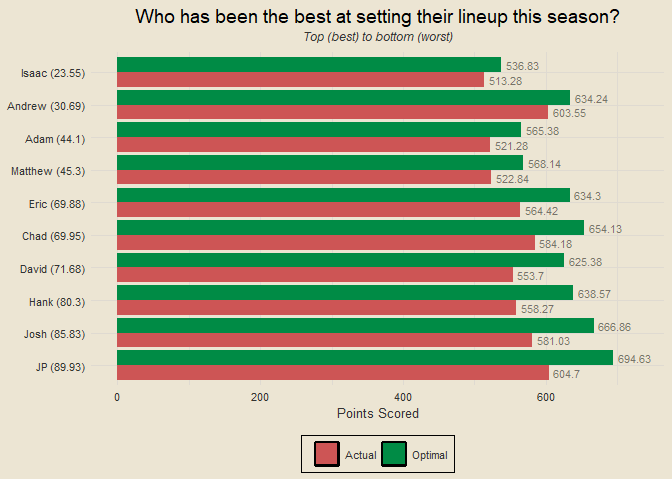 Who has been the best at setting their lineup this season?
Top (best) to bottom (worst)
Isaac (23.55)
536.83
513.28
Andrew (30.69)
634.24
603.55
Adam (44.1)
565.38
521.28
Matthew (45.3)
568.14
522.84
Eric (69.88)
634.3
564.42
Chad (69.95)
654.13
584.18
David (71.68)
625.38
553.7
Hank (80.3)
638.57
558.27
Josh (85.83)
666.86
581.03
JP (89.93)
694.63
604.7
0 200 400 600
Points Scored
Actual Optimal